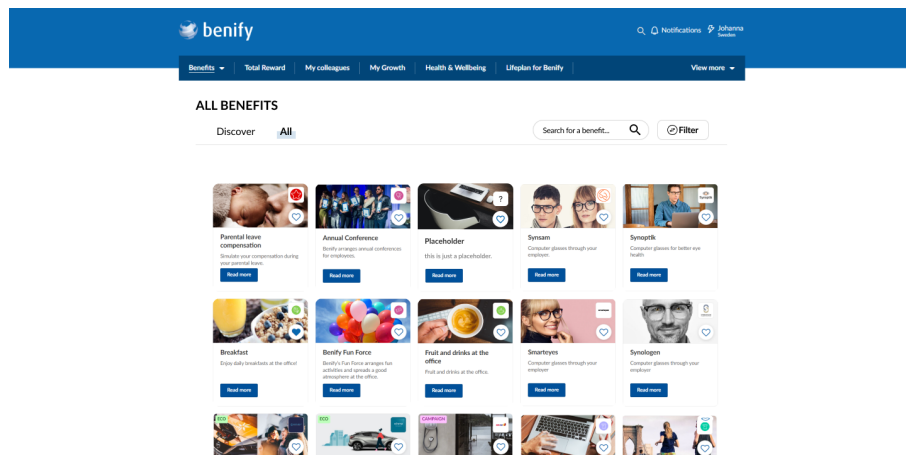 benify
Notifications
Johanna
Sweden
Benefits
Total Reward
My colleagues
My Growth
Health & Wellbeing
Lifeplan for Benify
View more
ALL BENEFITS
Discover
All
Search for a benefit...
Filter
Parental leave
compensation
Simulate your compensation during
your parental leave.
Read more
Annual Conference
Benify arranges annual conferences
for employees.
Read more
?
Placeholder
this is just a placeholder.
Read more
Synsam
Computer glasses through your
employer.
Read more
Synoptik
Synoptik
Computer glasses for better eye
health
Read more
Breakfast
Enjoy daily breakfasts at the office!
Read more
Benify Fun Force
Benify's Fun Force arranges fun
activities and spreads a good
atmosphere at the office.
Read more
Fruit and drinks at the
office
Fruit and drinks at the office.
Read more
Smarteyes
Computer glasses through your
employer
Read more
Synologen
Computer glasses through your
employer
Read more
ECO
ECO
CAMPAIGN